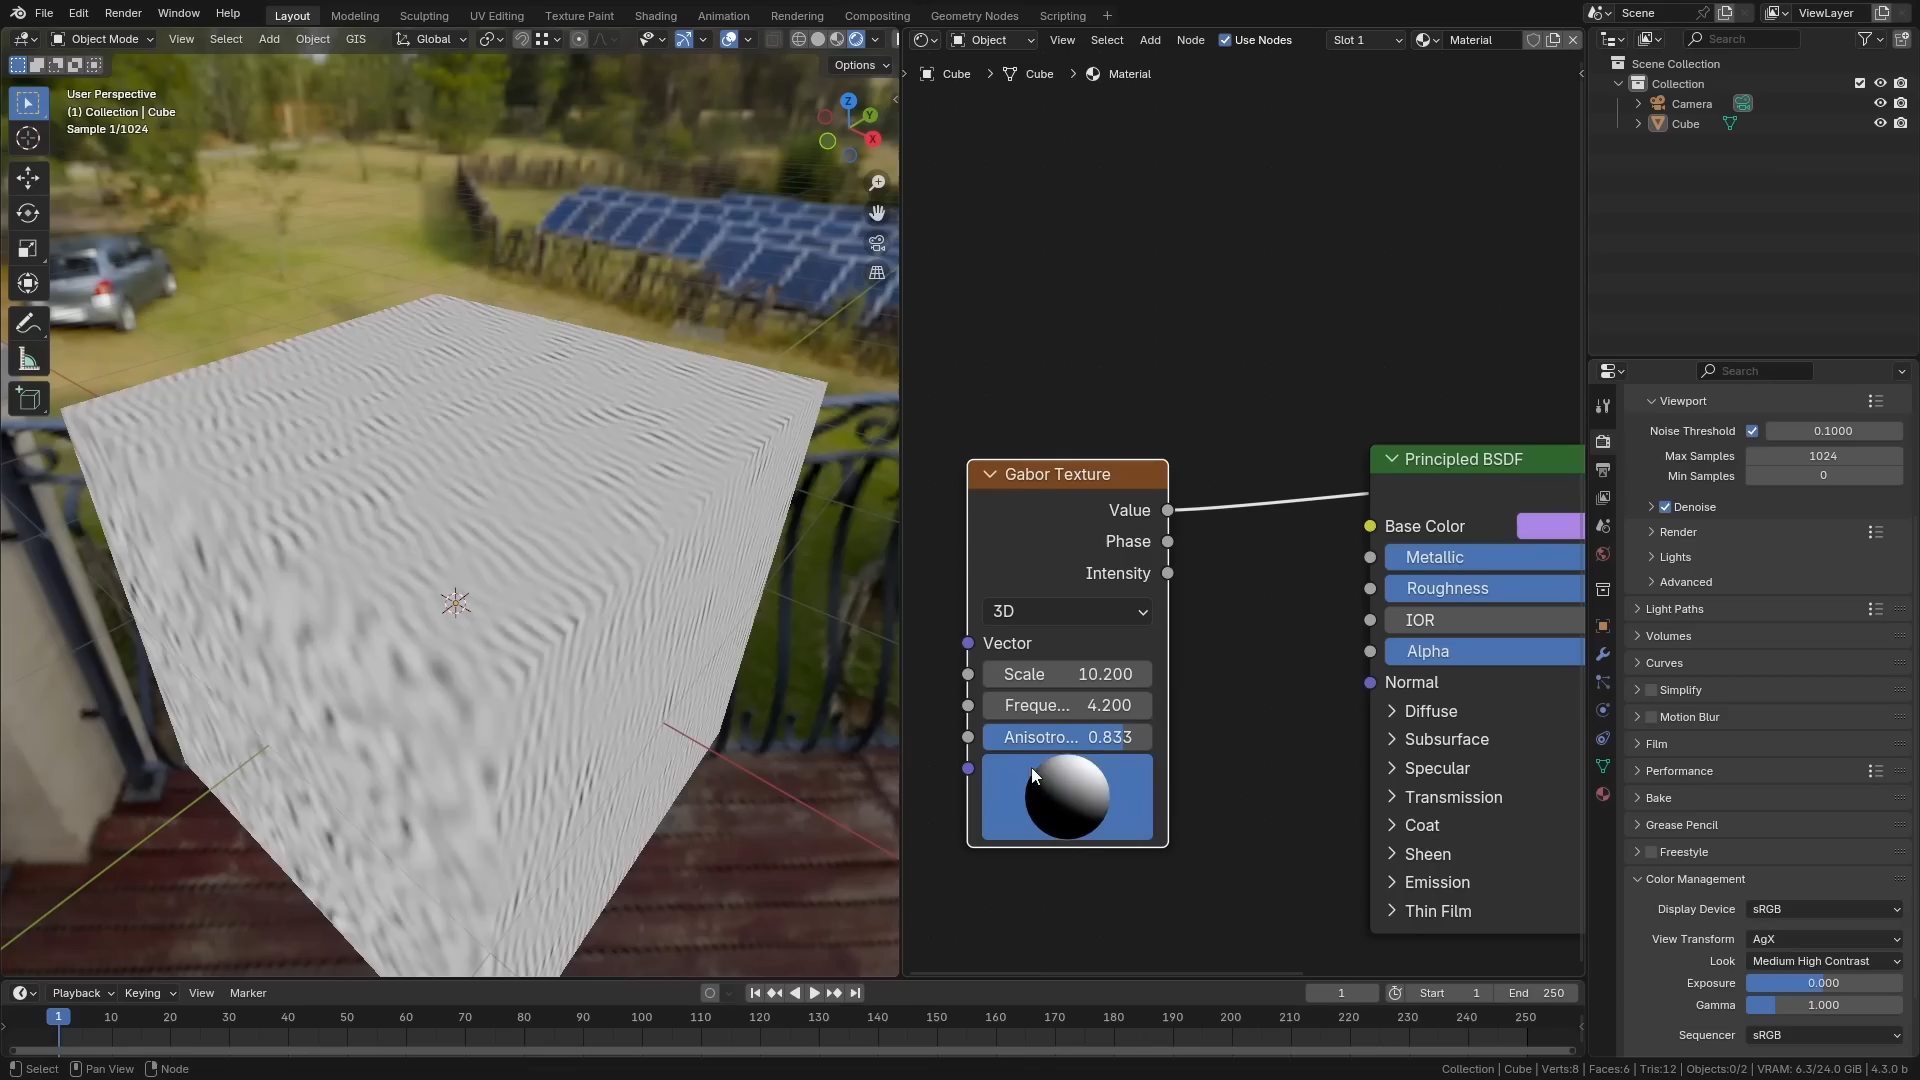 File Edit Render Window Help Layout Modeling Sculpting UV Editing Texture Paint Shading Animation Rendering Compositing Geometry Nodes Scripting + Scene ViewLayer
Object Mode View Select Add Object GIS Global
Options
User Perspective
(1) Collection | Cube
Sample 1/1024
Z
Y
X
Object View Select Add Node Use Nodes Slot 1 Material
Cube Cube Material
Gabor Texture
Value
Phase
Intensity
3D
Vector
Scale 10.200
Freque... 4.200
Anisotro... 0.833
Principled BSDF
Base Color
Metallic
Roughness
IOR
Alpha
Normal
Diffuse
Subsurface
Specular
Transmission
Coat
Sheen
Emission
Thin Film
Search
Scene Collection
Collection
Camera
Cube
Search
Viewport
Noise Threshold 0.1000
Max Samples 1024
Min Samples 0
Denoise
Render
Lights
Advanced
Light Paths
Volumes
Curves
Simplify
Motion Blur
Film
Performance
Bake
Grease Pencil
Freestyle
Color Management
Display Device sRGB
View Transform AgX
Look Medium High Contrast
Exposure 0.000
Gamma 1.000
Sequencer sRGB
Playback Keying View Marker 1 Start 1 End 250
1 10 20 30 40 50 60 70 80 90 100 110 120 130 140 150 160 170 180 190 200 210 220 230 240 250
Select Pan View Node Collection | Cube | Verts:8 | Faces:6 | Tris:12 | Objects:0/2 | VRAM: 6.3/24.0 GiB | 4.3.0 b